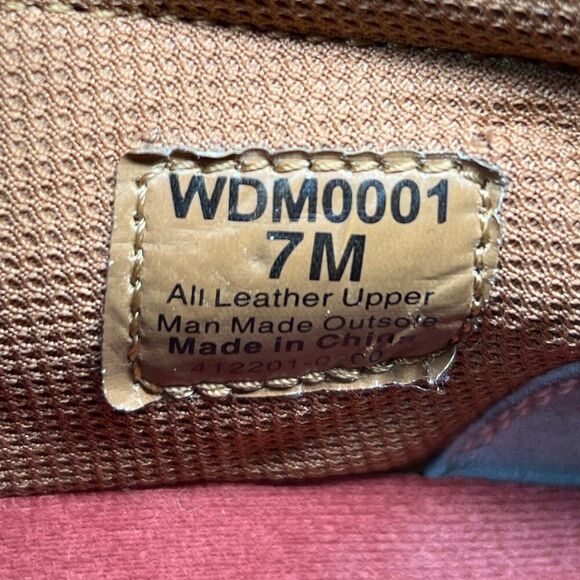 WDM0001
7M
All Leather Upper
Man Made Outsole
Made in China